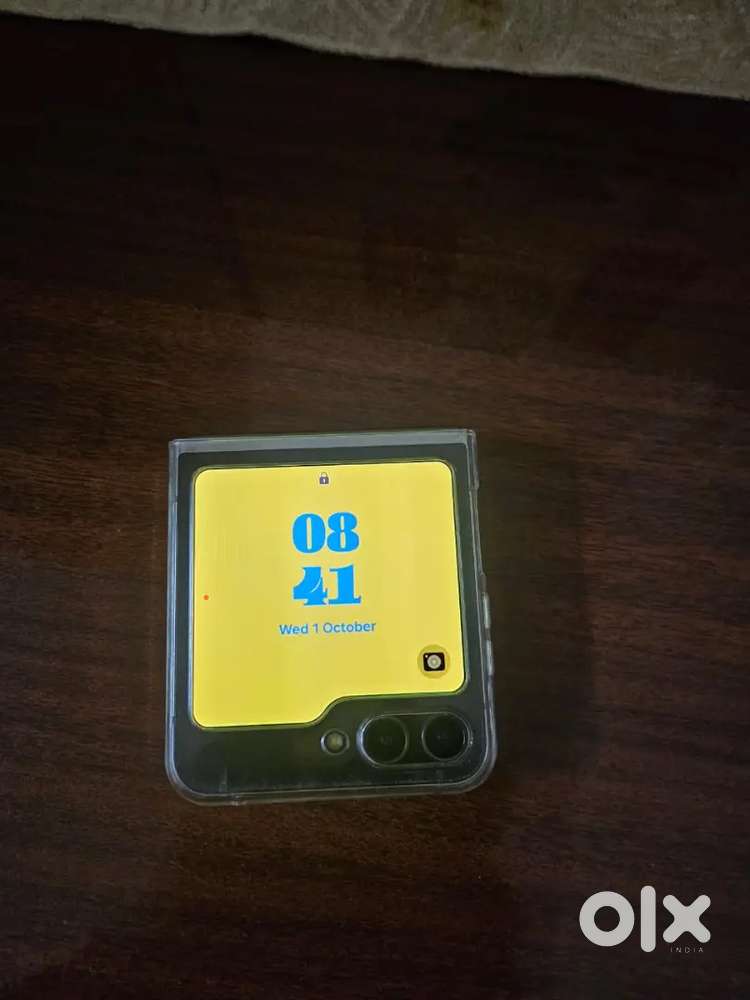 08
41
Wed 1 October
olx
INDIA